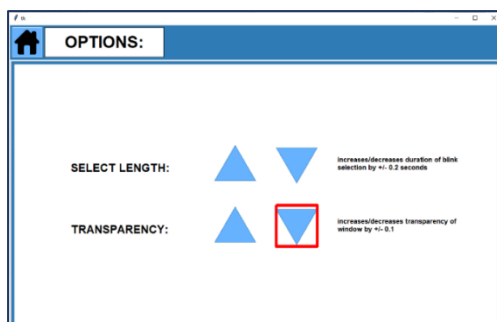 tk
OPTIONS:
SELECT LENGTH:
increases/decreases duration of blink
selection by +/- 0.2 seconds
TRANSPARENCY:
increases/decreases transparency of
window by +/- 0.1